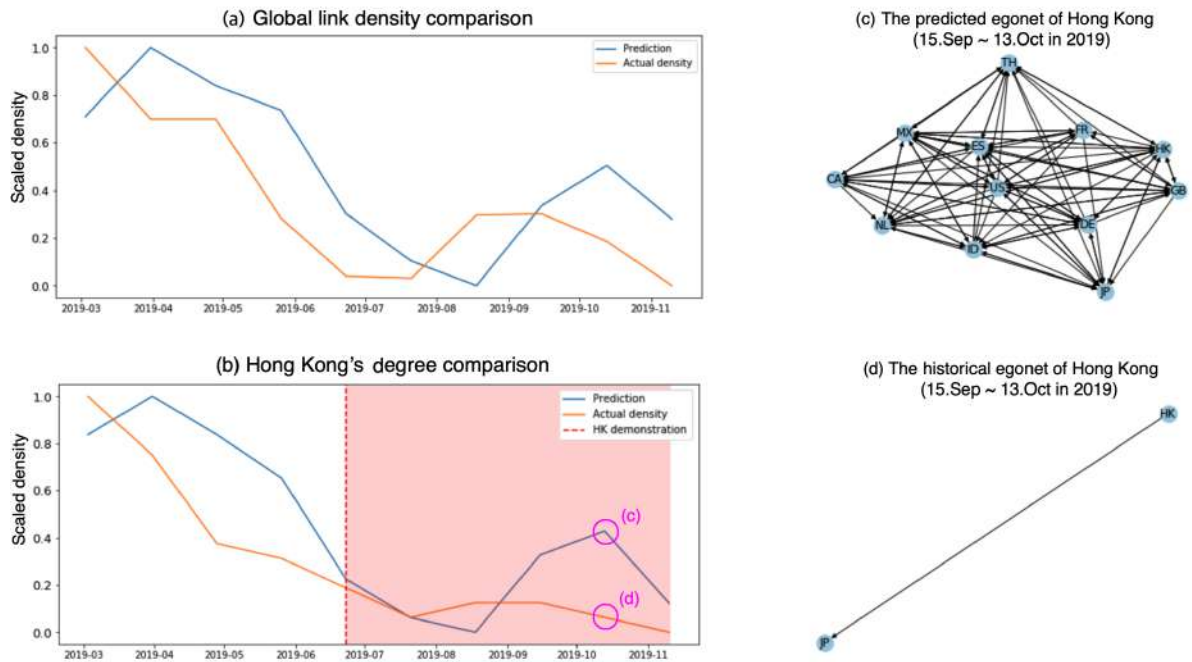 (a) Global link density comparison
Prediction
Actual density
Scaled density
1.0
0.8
0.6
0.4
0.2
0.0
2019-03 2019-04 2019-05 2019-06 2019-07 2019-08 2019-09 2019-10 2019-11
(c) The predicted egonet of Hong Kong
(15.Sep ~ 13.Oct in 2019)
TH
MX
FR
ES
HK
CA
US
GB
NL
DE
ID
JP
(b) Hong Kong's degree comparison
Prediction
Actual density
HK demonstration
Scaled density
1.0
0.8
0.6
0.4
0.2
0.0
(c)
(d)
2019-03 2019-04 2019-05 2019-06 2019-07 2019-08 2019-09 2019-10 2019-11
(d) The historical egonet of Hong Kong
(15.Sep ~ 13.Oct in 2019)
HK
JP